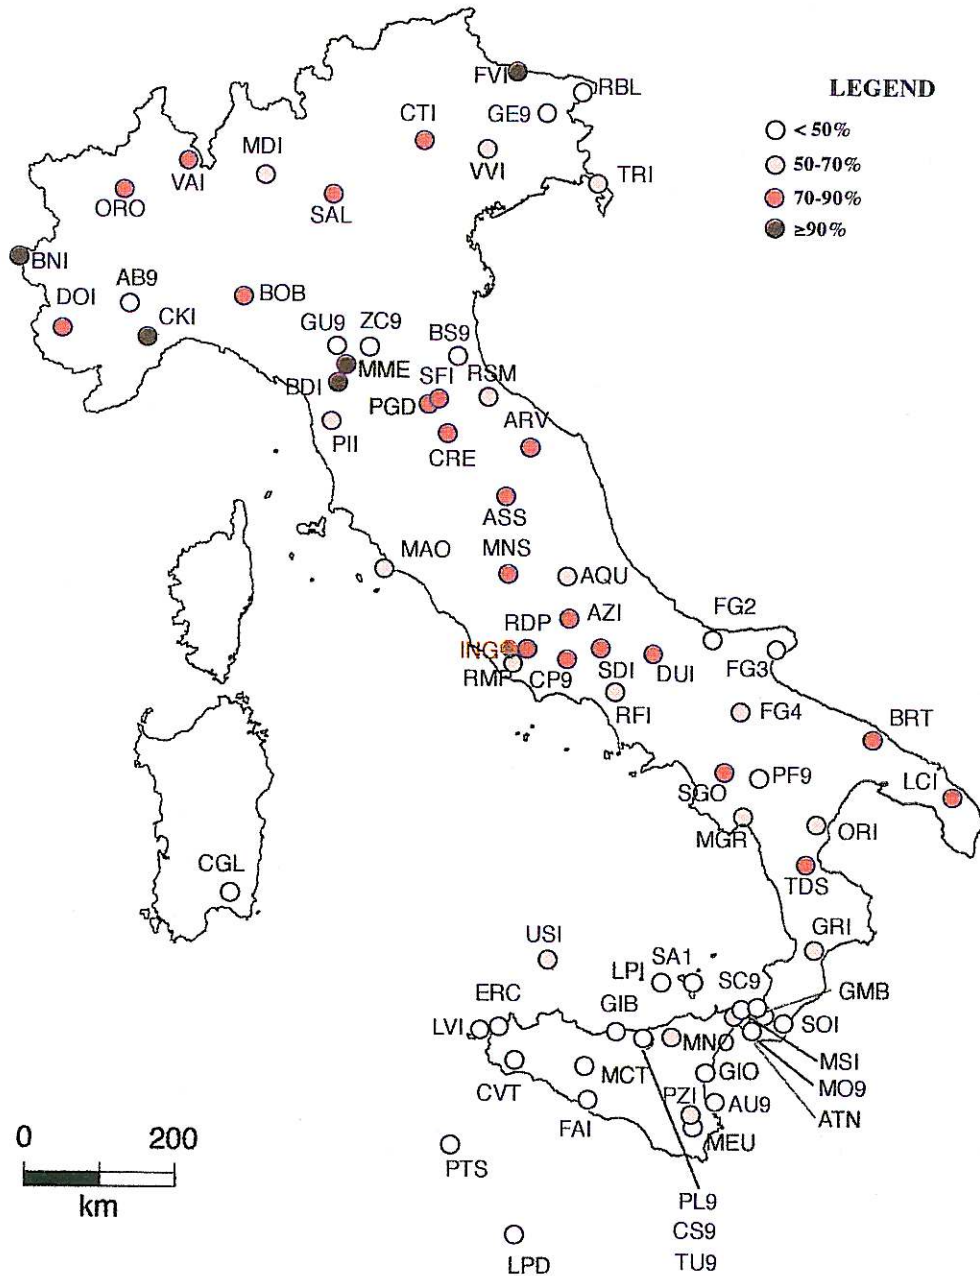 FVI
RBL
LEGEND
GE9
CTI
< 50%
MDI
VVI
50-70%
VAI
TRI
ORO
SAL
70-90%
≥90%
BNI
AB9
DOI
BOB
CKI
GU9
ZC9
BS9
MME
RSM
SFI
BDI
PGD
ARV
PII
CRE
ASS
MAO
MNS
AQU
FG2
RDP
AZI
ING
FG3
RMP
CP9
SDI
DUI
RFI
FG4
BRT
PF9
LCI
SGO
MGR
ORI
CGL
TDS
USI
GRI
LPI
SA1
SC9
GMB
ERC
GIB
SOI
LVI
MNO
MSI
CVT
MCT
GIO
MO9
PZI
AU9
ATN
FAI
MEU
0 200
km
PTS
PL9
CS9
TU9
LPD